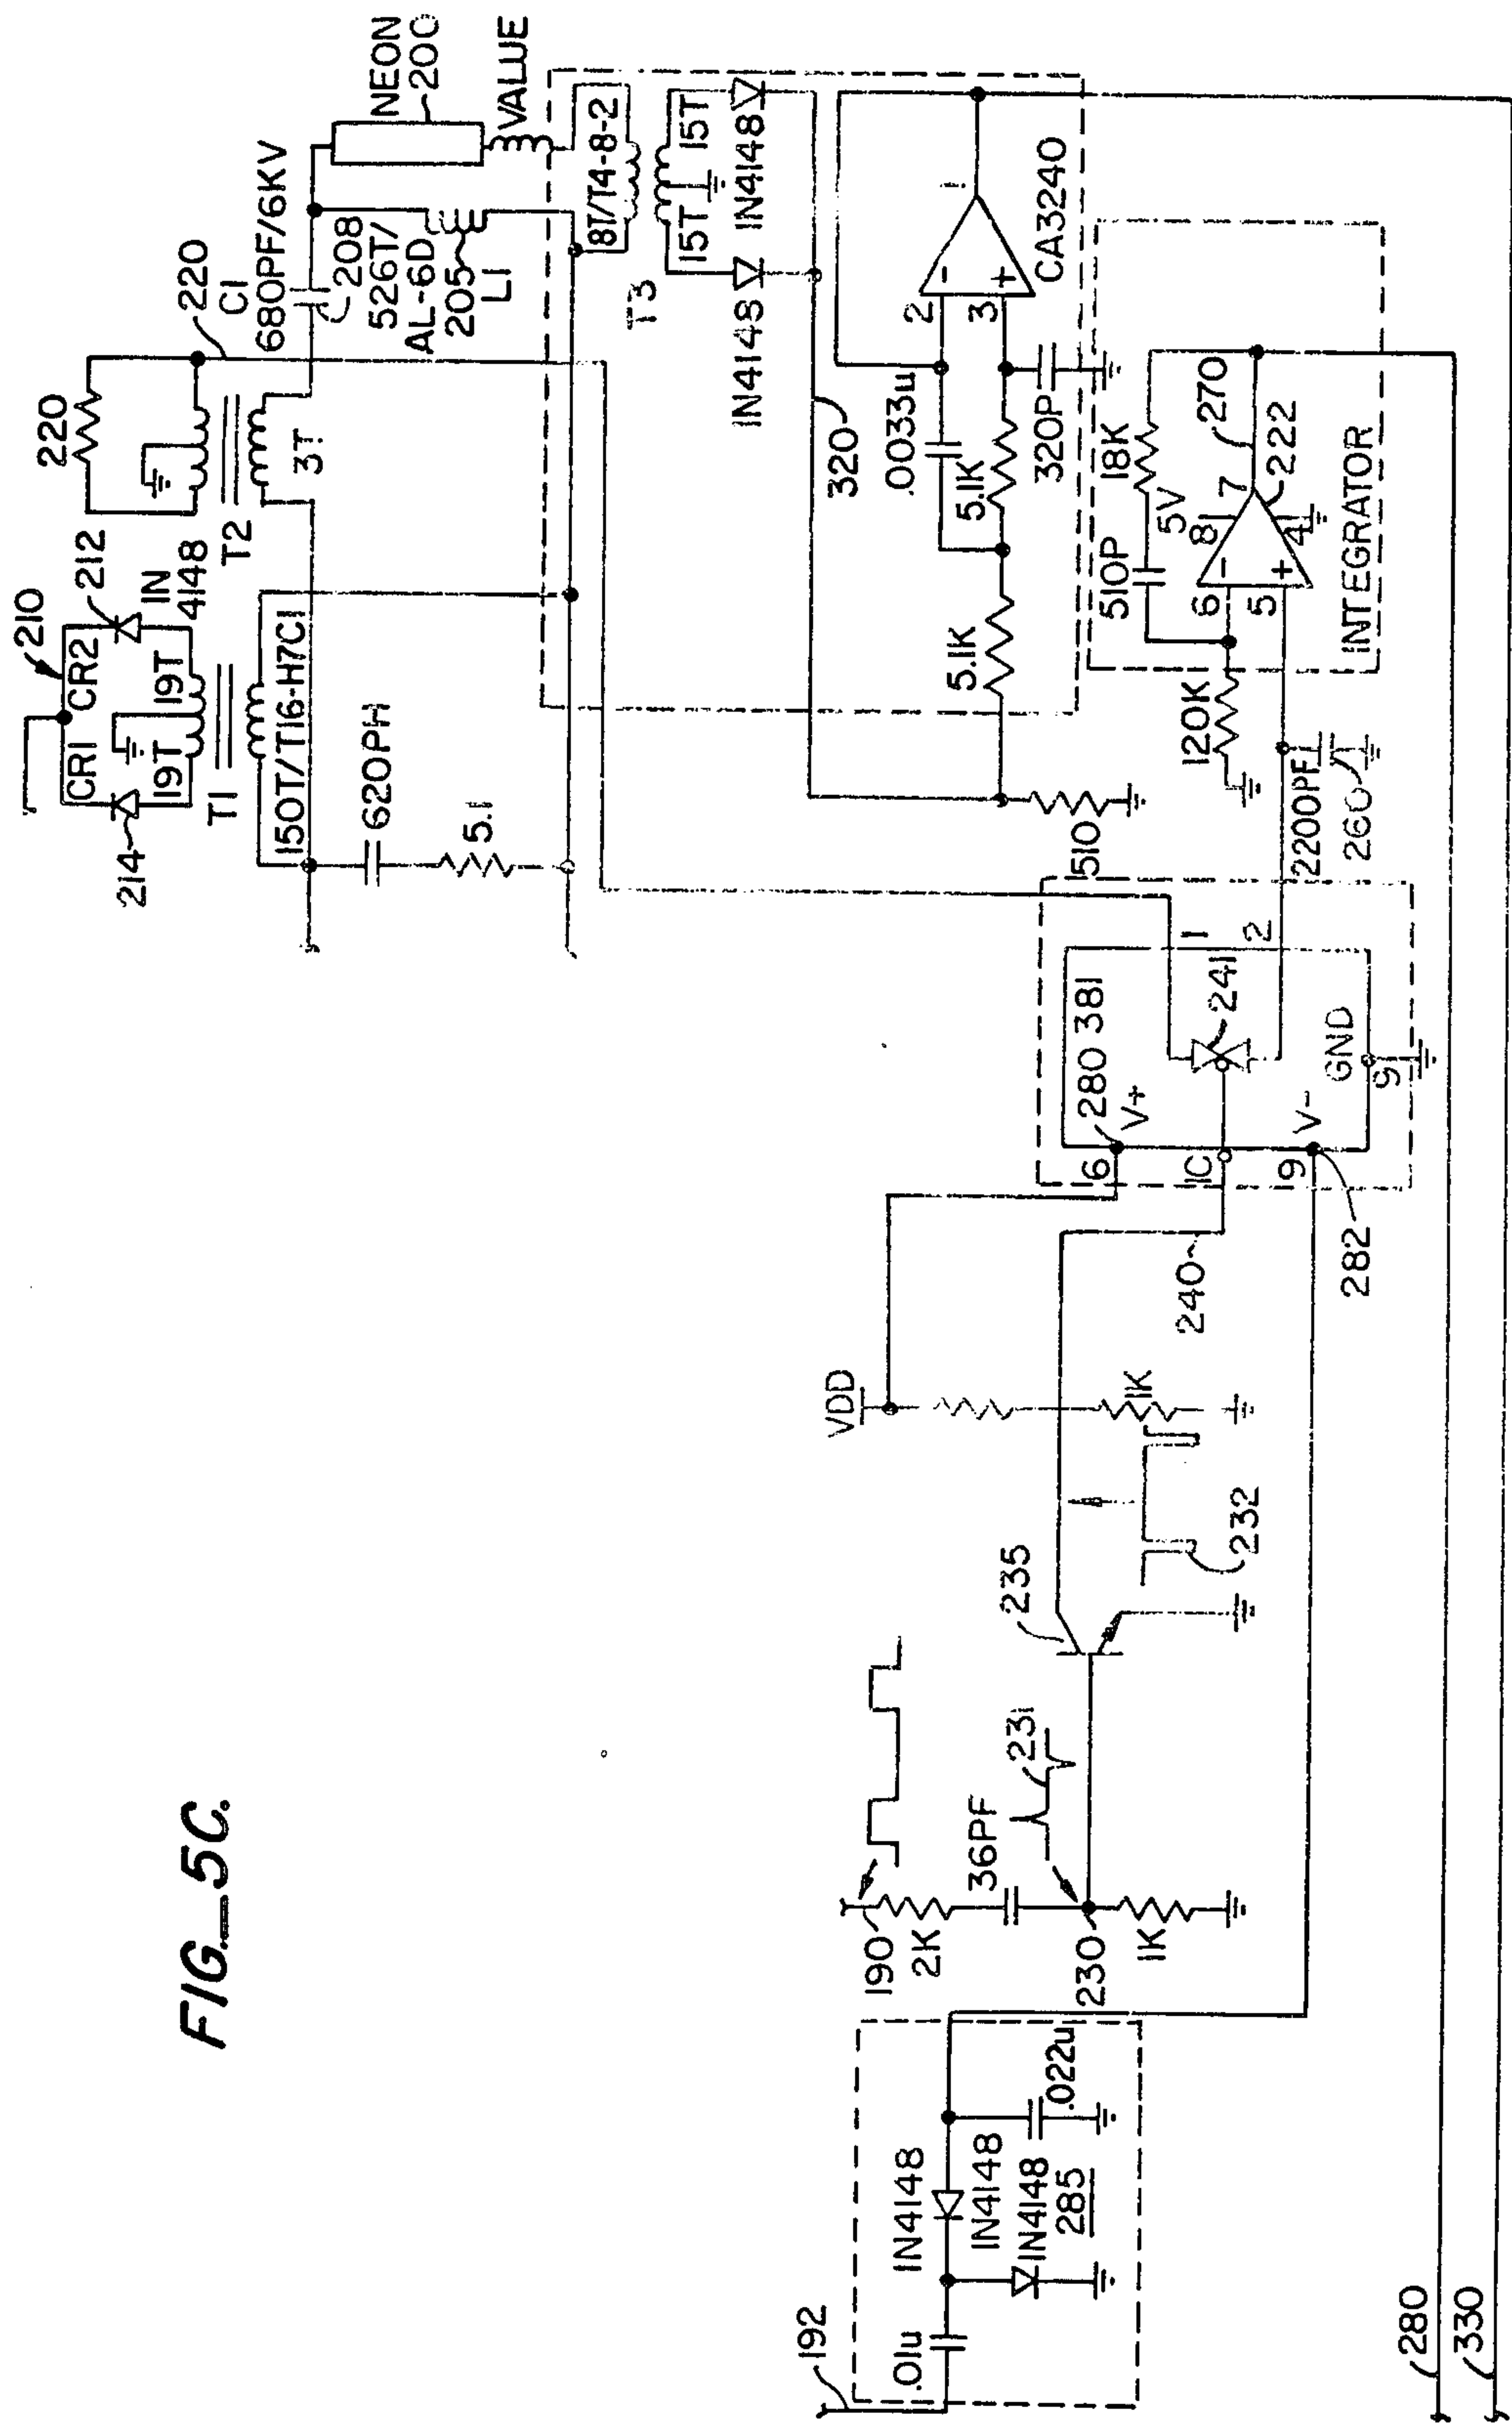 FIG_5C.
210
CR1
CR2
212
214
19T
19T
IN
4148
T1
150T/T16-H7C1
620PH
5.1
220
T2
3T
220
C1
680PF/6KV
208
526T/
AL-6D
205
L1
NEON
200
VALUE
8T/T4-8-2
T3
15T
15T
IN4148
IN4148
320
.0033u
2
3
-
+
1
CA3240
5.1K
5.1K
320P
510
510P
18K
5V
8
7
270
6
5
-
+
4
222
INTEGRATOR
120K
2200PF
260
1
2
280
381
V+
241
GND
9
V-
6
1C
9
282
240
VDD
1K
235
232
231
36PF
190
2K
230
1K
192
.01u
IN4148
IN4148
IN4148
285
.022u
280
330